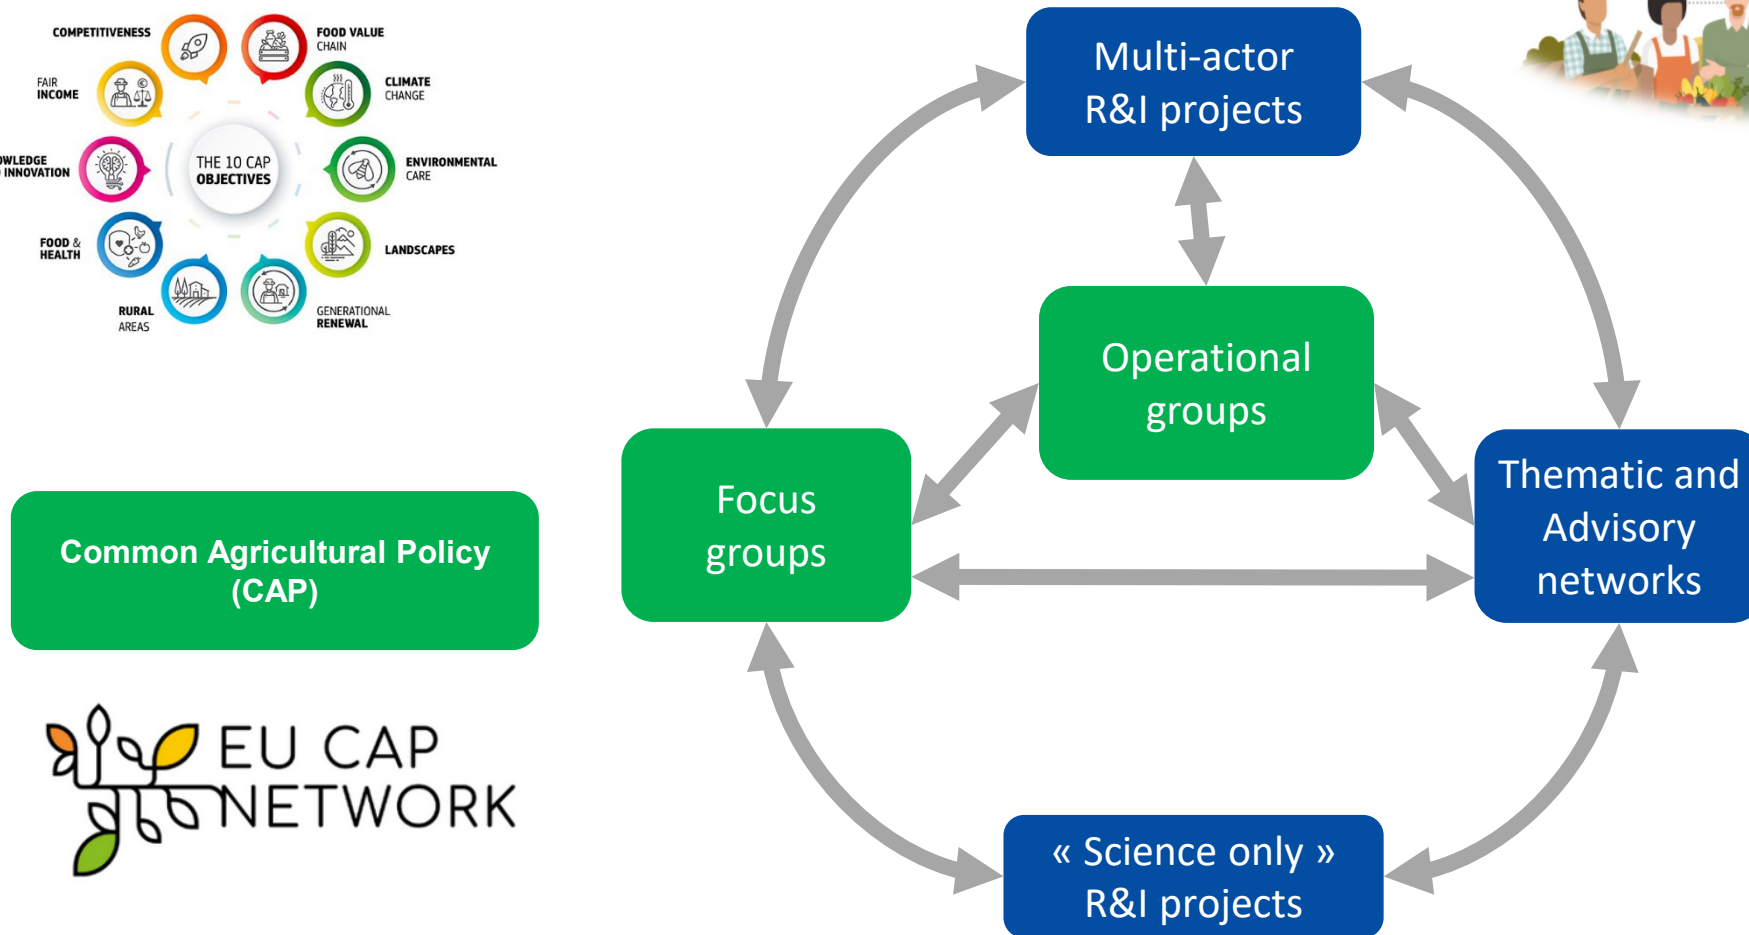 COMPETITIVENESS
FOOD VALUE
CHAIN
FAIR
INCOME
CLIMATE
CHANGE
THE 10 CAP
OBJECTIVES
INNOVATION
ENVIRONMENTAL
CARE
FOOD &
HEALTH
LANDSCAPES
RURAL
AREAS
GENERATIONAL
RENEWAL
Common Agricultural Policy
(CAP)
EU CAP
NETWORK
Multi-actor
R&I projects
Operational
groups
Focus
groups
Thematic and
Advisory
networks
« Science only »
R&I projects